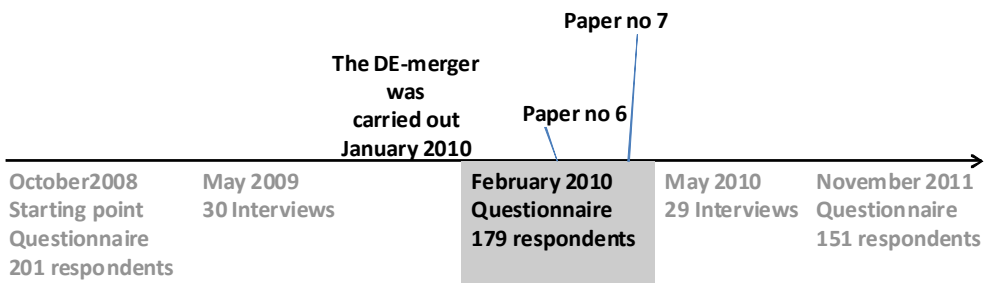 Paper no 7
The DE-merger
was
carried out
January 2010
Paper no 6
October2008
Starting point
Questionnaire
201 respondents
May 2009
30 Interviews
February 2010
Questionnaire
179 respondents
May 2010
29 Interviews
November 2011
Questionnaire
151 respondents